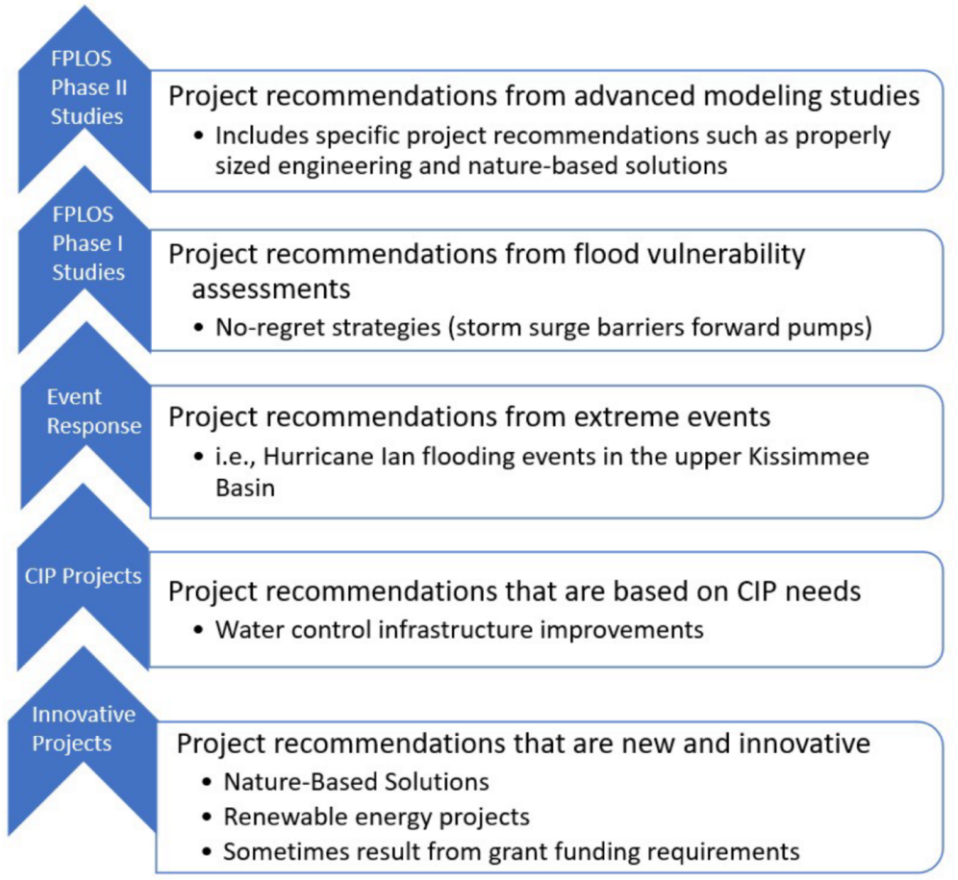 FPLOS
Phase II
Studies
Project recommendations from advanced modeling studies
• Includes specific project recommendations such as properly
sized engineering and nature-based solutions
FPLOS
Phase I
Studies
Project recommendations from flood vulnerability
assessments
• No-regret strategies (storm surge barriers forward pumps)
Event
Response
Project recommendations from extreme events
• i.e., Hurricane Ian flooding events in the upper Kissimmee
Basin
CIP Projects
Project recommendations that are based on CIP needs
• Water control infrastructure improvements
Innovative
Projects
Project recommendations that are new and innovative
• Nature-Based Solutions
• Renewable energy projects
• Sometimes result from grant funding requirements